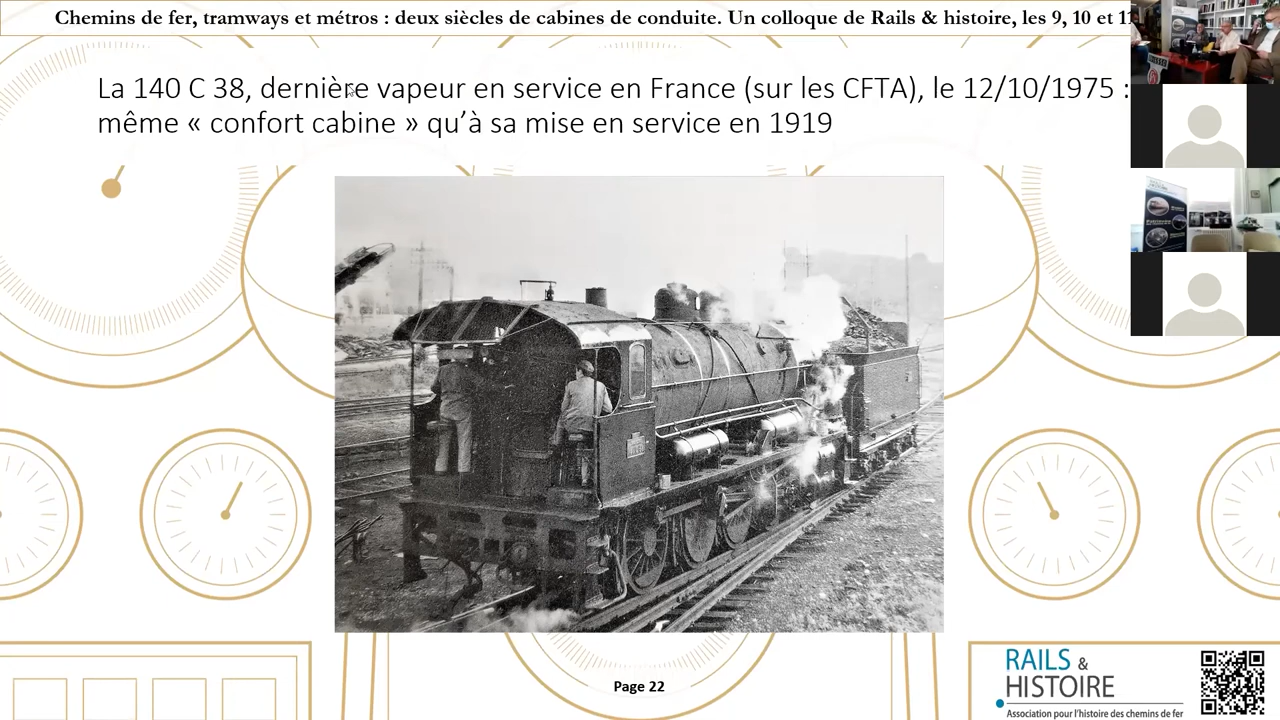 Chemins de fer, tramways et métros : deux siècles de cabines de conduite. Un colloque de Rails & histoire, les 9, 10 et 11
La 140 C 38, dernière vapeur en service en France (sur les CFTA), le 12/10/1975 :
même « confort cabine » qu’à sa mise en service en 1919
Page 22
RAILS &
HISTOIRE
Association pour l'histoire des chemins de fer